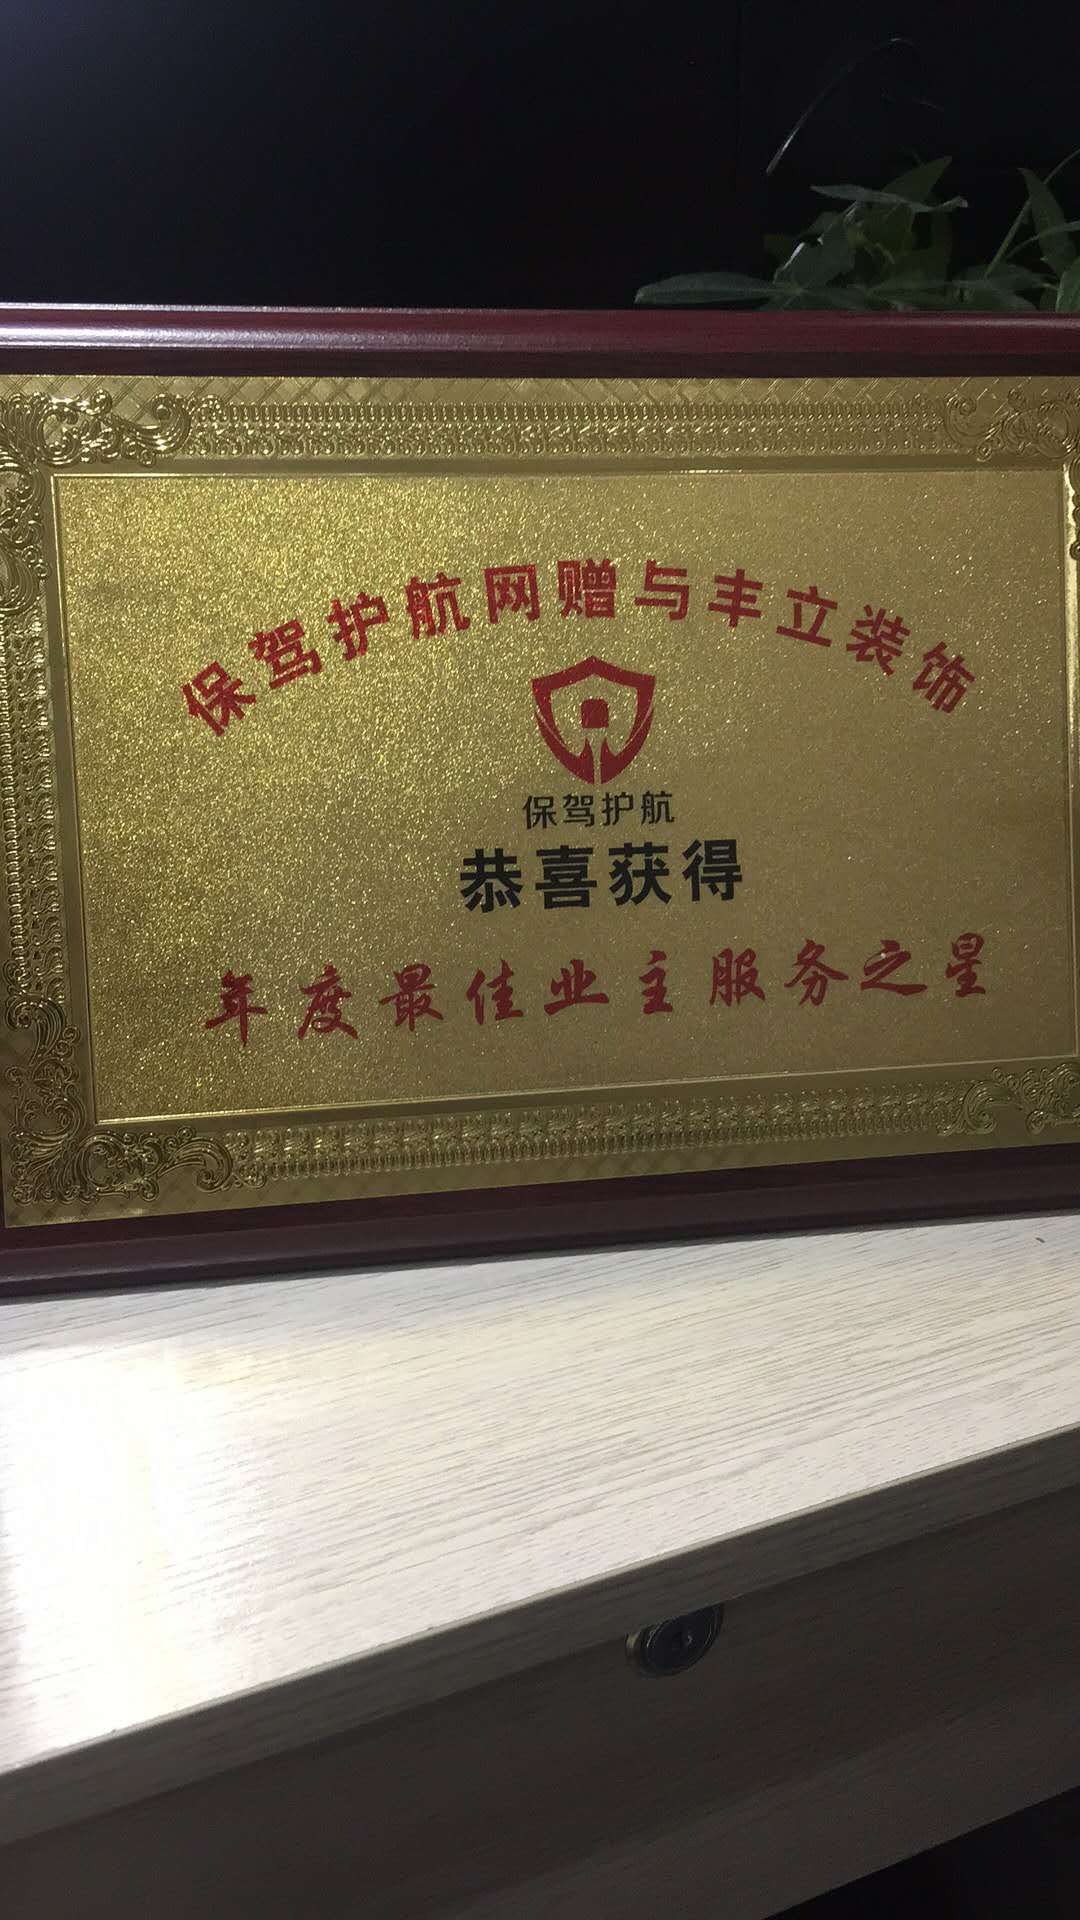 保驾护航网赠与丰立装饰
保驾护航
恭喜获得
年度最佳业主服务之星